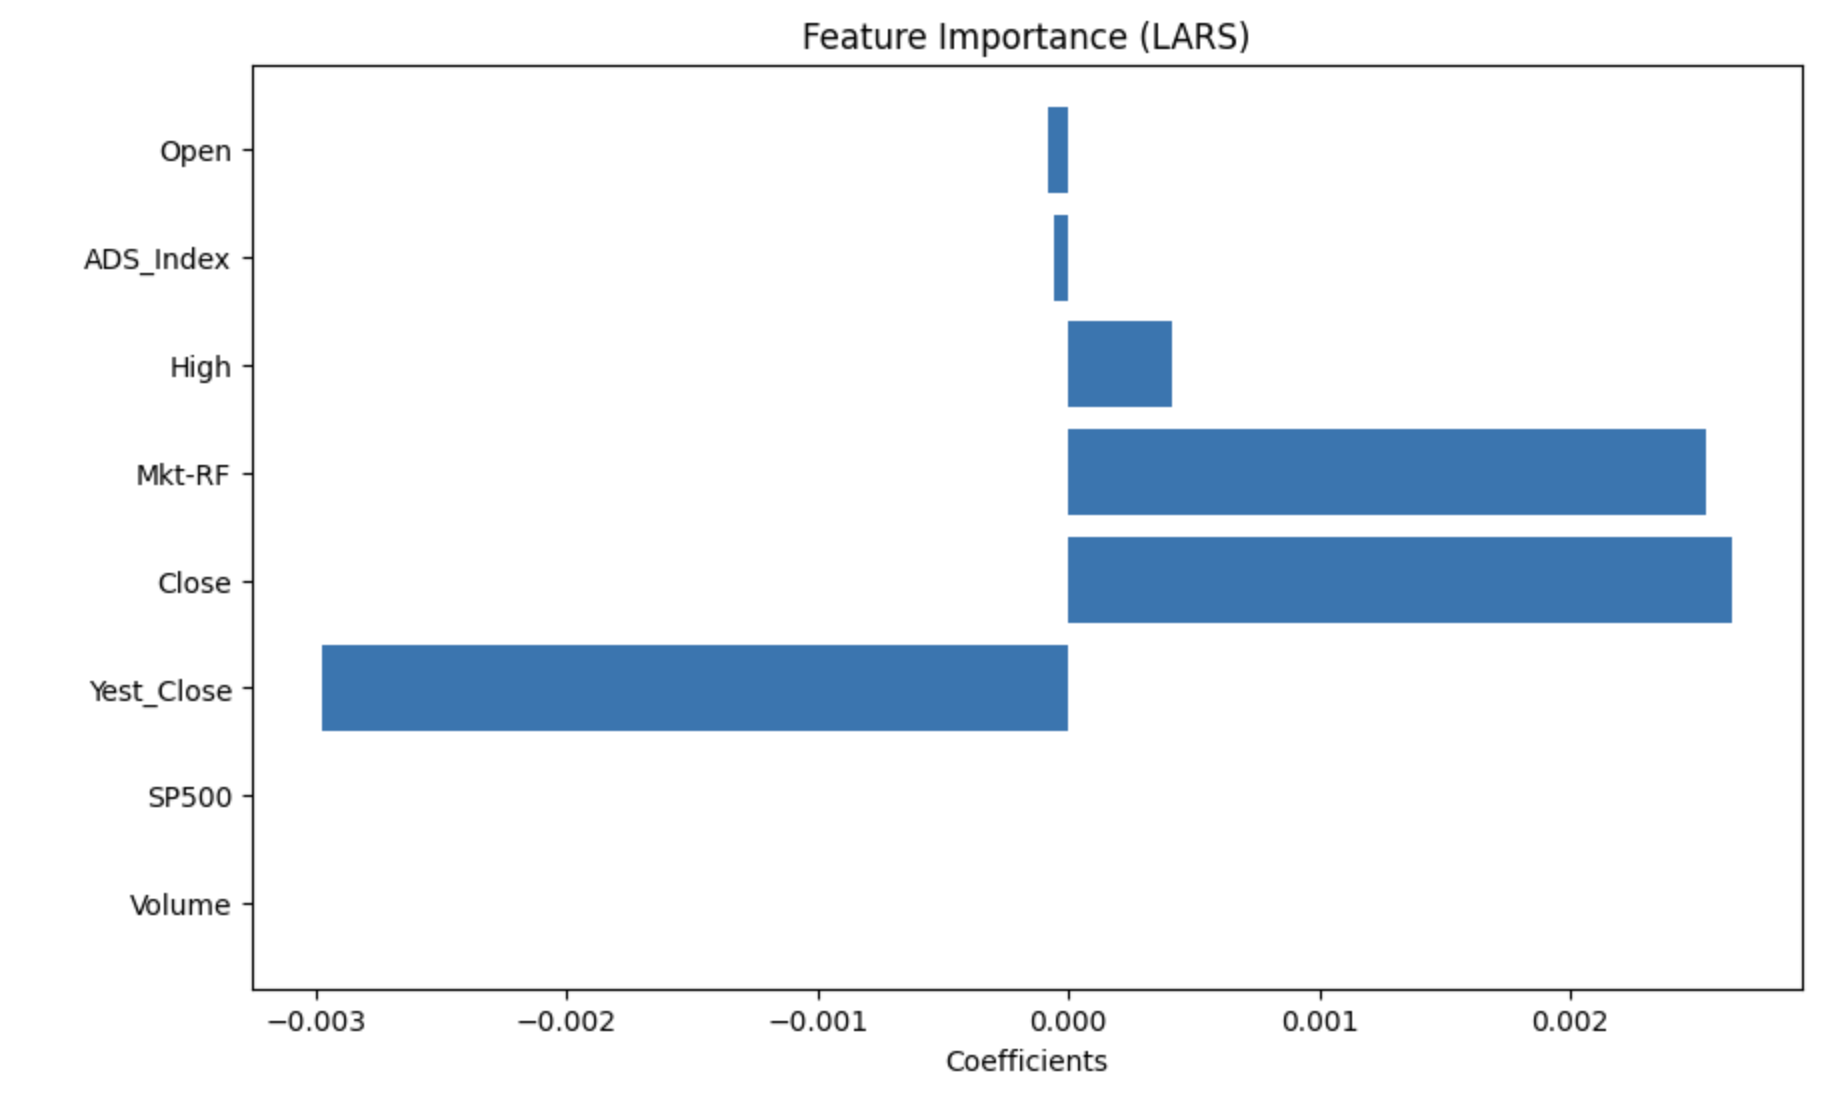 Feature Importance (LARS)
Open
ADS_Index
High
Mkt-RF
Close
Yest_Close
SP500
Volume
−0.003 −0.002 −0.001 0.000 0.001 0.002
Coefficients